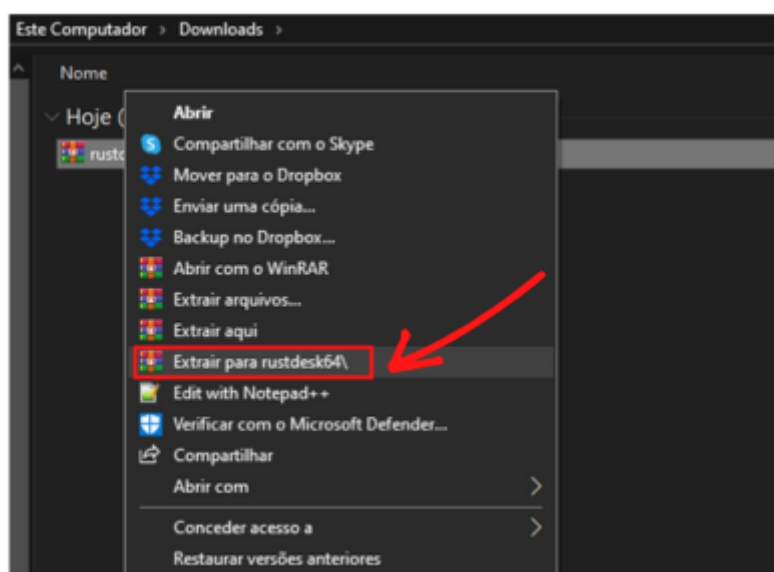 Este Computador > Downloads >
Nome
Hoje (
rustd
Abrir
Compartilhar com o Skype
Mover para o Dropbox
Enviar uma cópia...
Backup no Dropbox...
Abrir com o WinRAR
Extrair arquivos...
Extrair aqui
Extrair para rustdesk64\
Edit with Notepad++
Verificar com o Microsoft Defender...
Compartilhar
Abrir com
Conceder acesso a
Restaurar versões anteriores